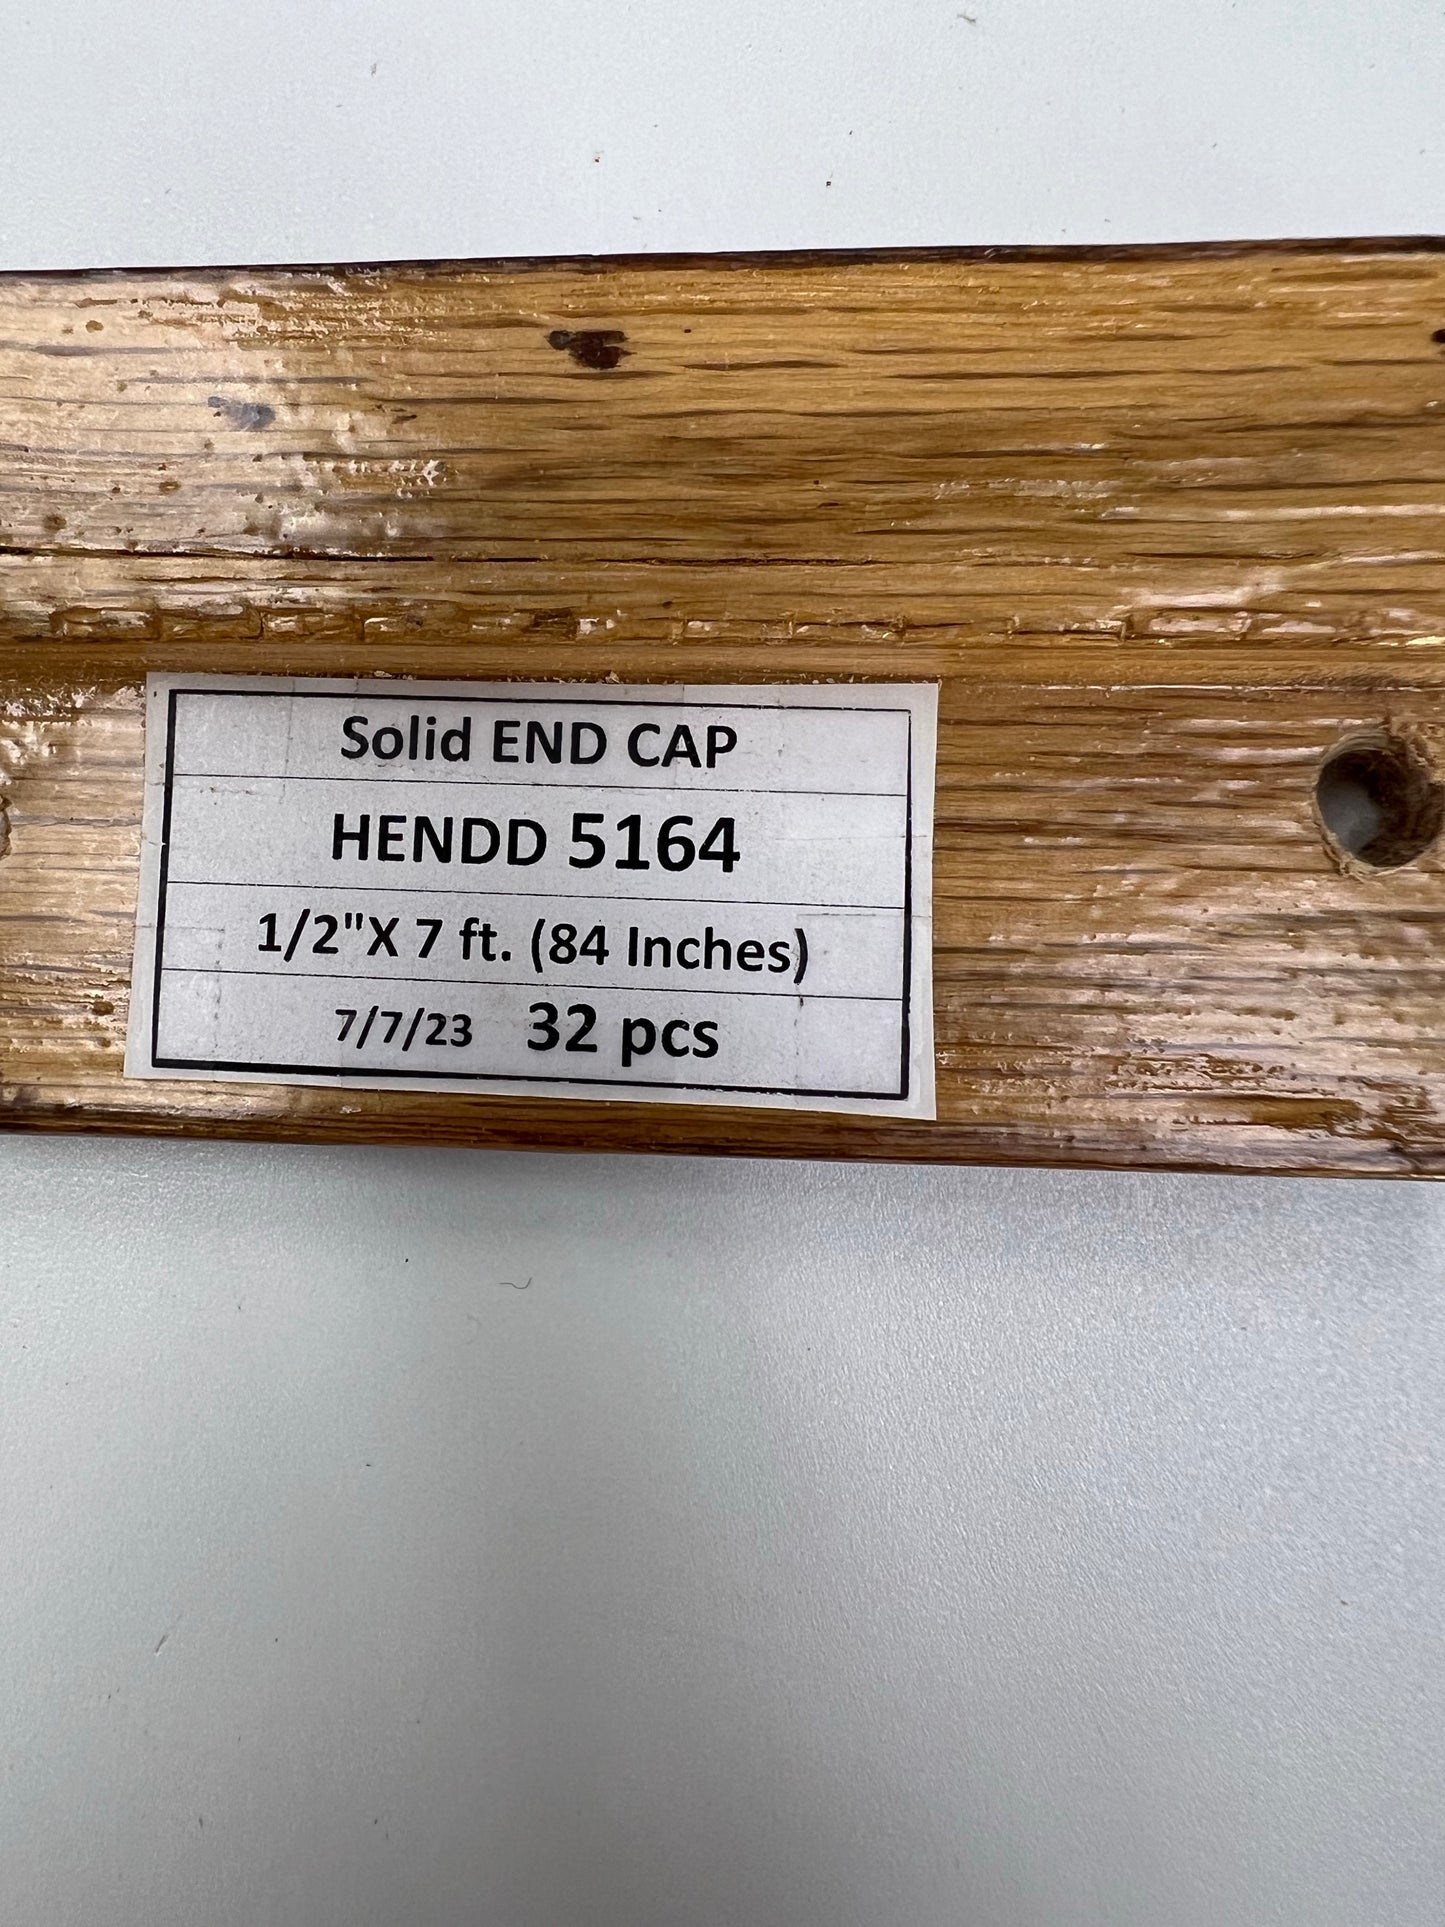 Solid END CAP
HENDD 5164
1/2"X 7 ft. (84 Inches)
7/7/23 32 pcs